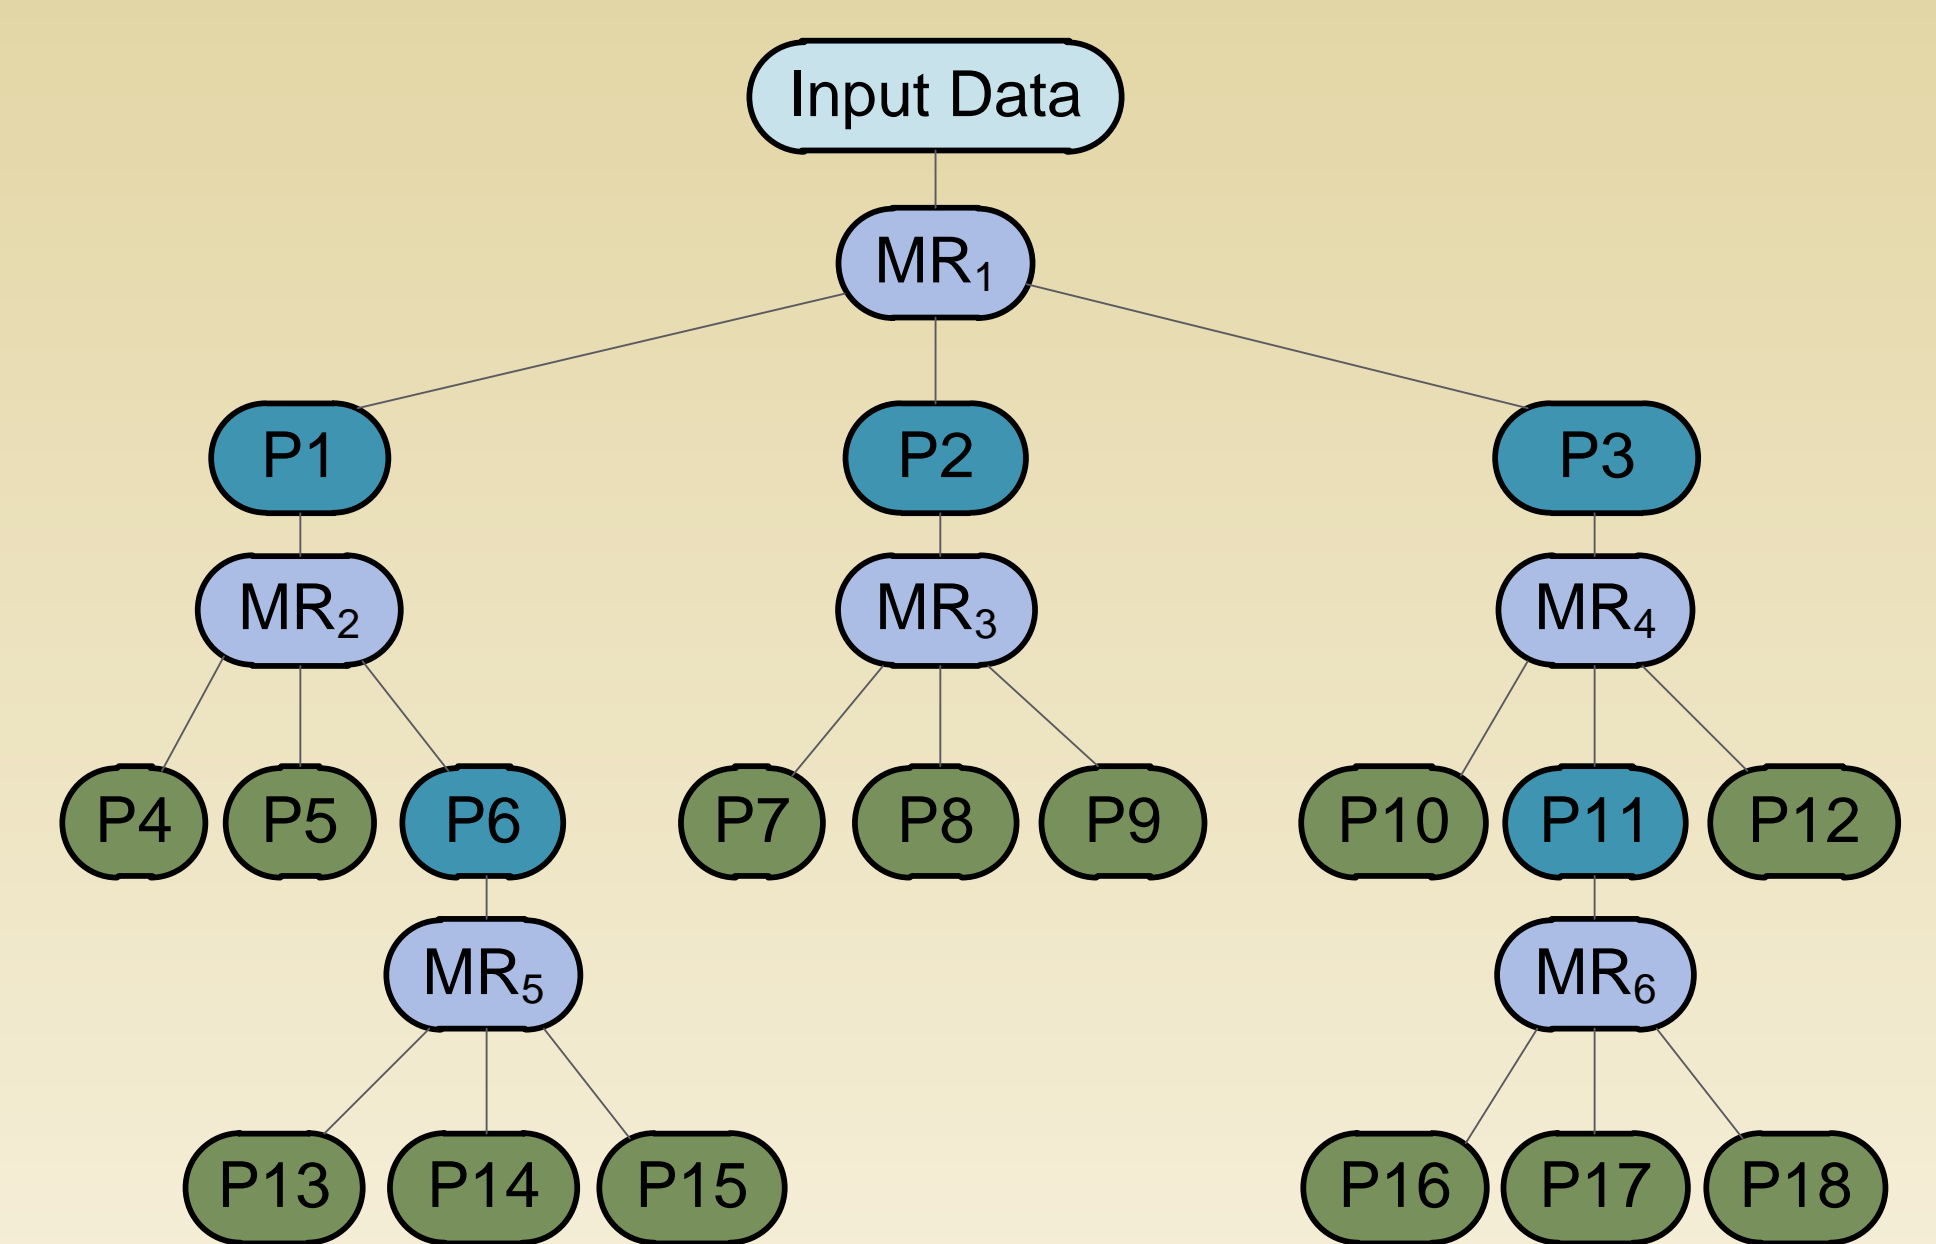 Input Data
MR₁
P1 P2 P3
MR₂ MR₃ MR₄
P4 P5 P6 P7 P8 P9 P10 P11 P12
MR₅ MR₆
P13 P14 P15 P16 P17 P18